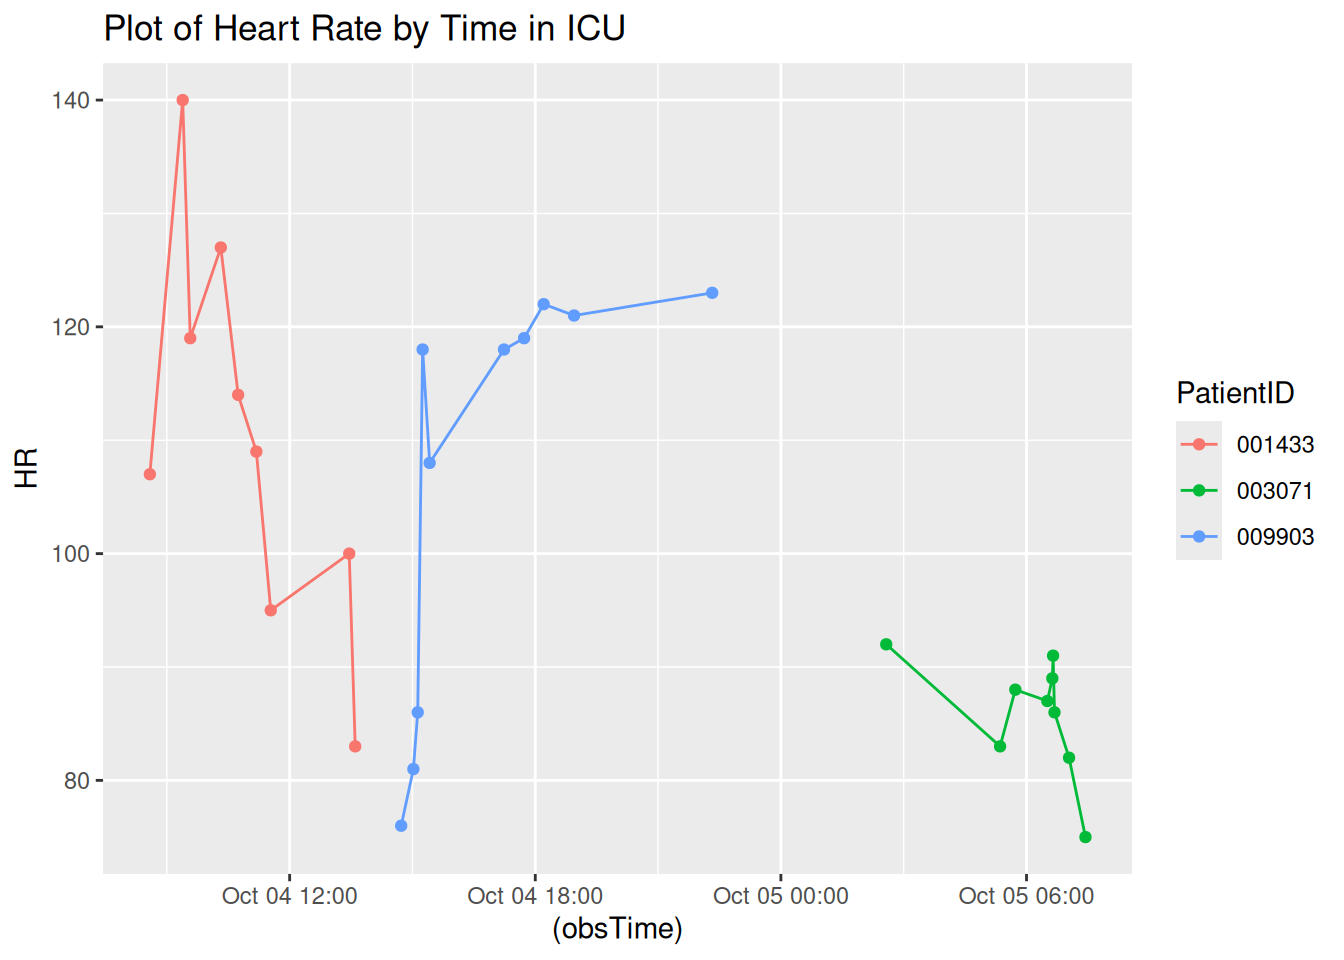 Plot of Heart Rate by Time in ICU
140
120
100
80
HR
Oct 04 12:00
Oct 04 18:00
Oct 05 00:00
Oct 05 06:00
(obsTime)
PatientID
001433
003071
009903